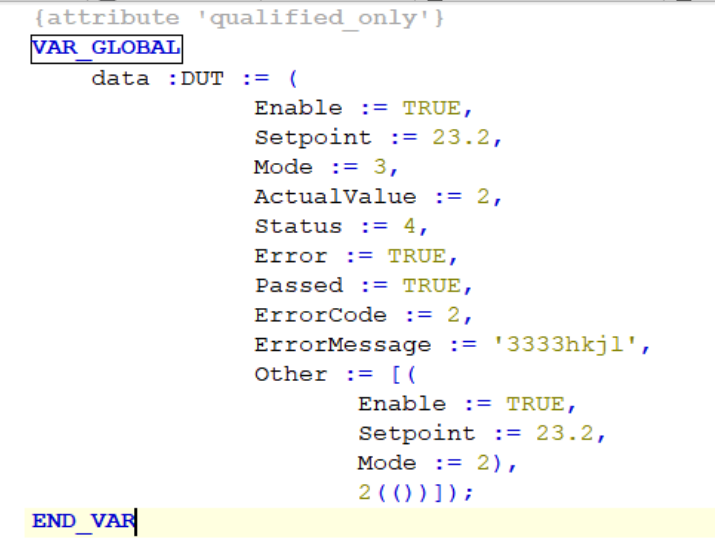 {attribute 'qualified_only'}
VAR_GLOBAL
data :DUT := (
Enable := TRUE,
Setpoint := 23.2,
Mode := 3,
ActualValue := 2,
Status := 4,
Error := TRUE,
Passed := TRUE,
ErrorCode := 2,
ErrorMessage := '3333hkjl',
Other := [(
Enable := TRUE,
Setpoint := 23.2,
Mode := 2),
2(())]);
END_VAR